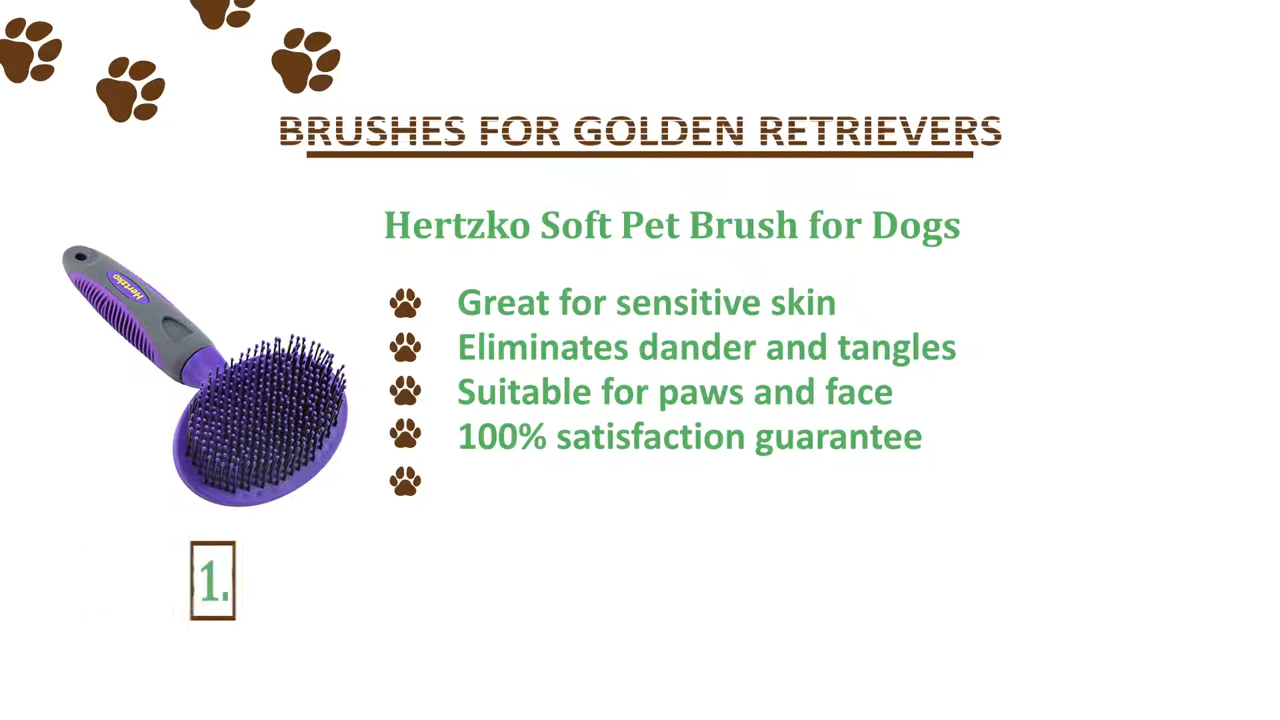 BRUSHES FOR GOLDEN RETRIEVERS
Hertzko Soft Pet Brush for Dogs
Great for sensitive skin
Eliminates dander and tangles
Suitable for paws and face
100% satisfaction guarantee
Hertzko
1.